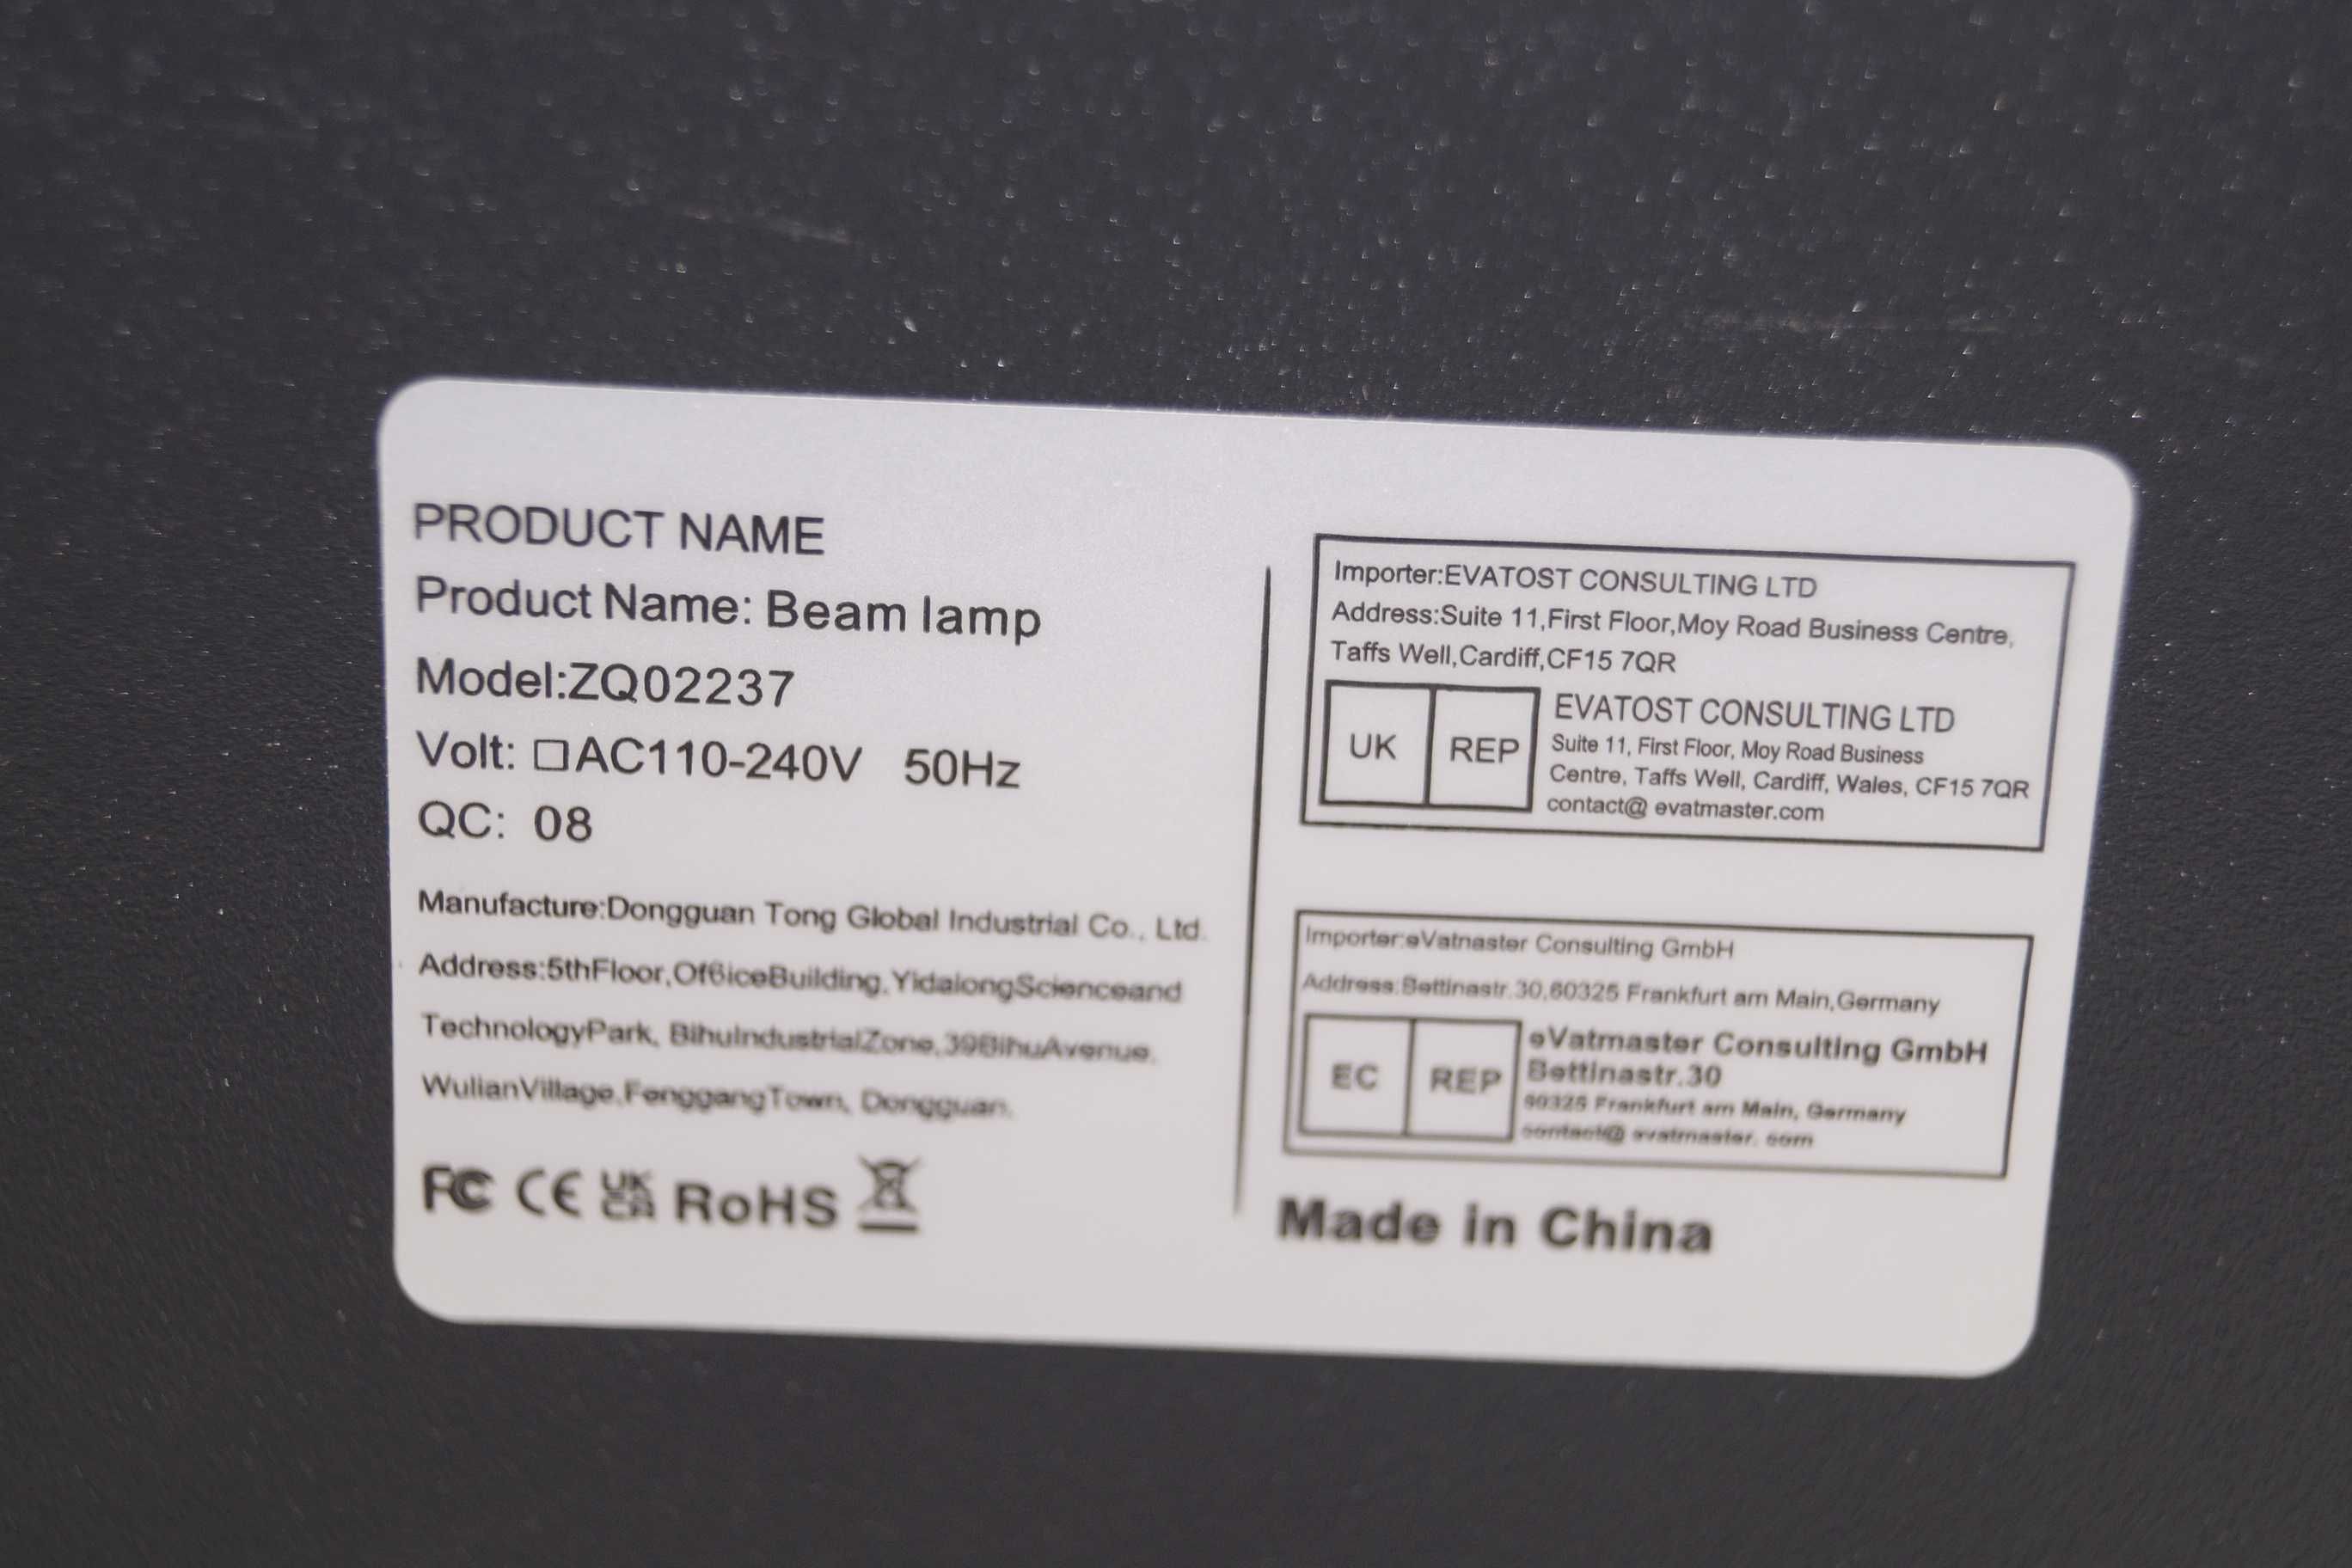 PRODUCT NAME
Product Name: Beam lamp
Model:ZQ02237
Volt: □AC110-240V 50Hz
QC: 08
Manufacture:Dongguan Tong Global Industrial Co., Ltd.
Address:5thFloor,Of6iceBuilding,YidalongScienceand
TechnologyPark, BihuIndustrialZone,39BihuAvenue,
WulianVillage,FenggangTown, Dongguan.
FC CE UK CA RoHS
Importer:EVATOST CONSULTING LTD
Address:Suite 11,First Floor,Moy Road Business Centre,
Taffs Well,Cardiff,CF15 7QR
UK REP
EVATOST CONSULTING LTD
Suite 11, First Floor, Moy Road Business
Centre, Taffs Well, Cardiff, Wales, CF15 7QR
contact@ evatmaster.com
Importer:eVatnaster Consulting GmbH
Address:Bettinastr.30,60325 Frankfurt am Main,Germany
EC REP
eVatmaster Consulting GmbH
Bettinastr.30
60325 Frankfurt am Main, Germany
contact@ evatmaster. com
Made in China